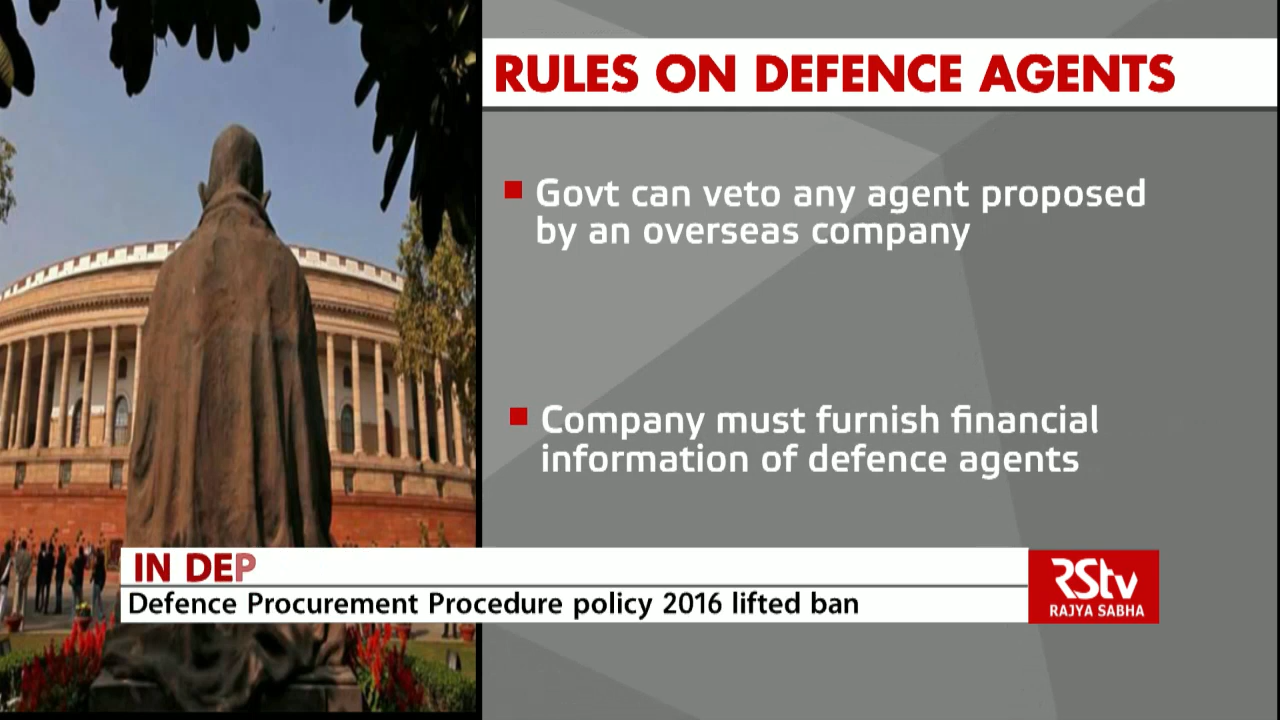 RULES ON DEFENCE AGENTS
Govt can veto any agent proposed
by an overseas company
Company must furnish financial
information of defence agents
IN DEP
Defence Procurement Procedure policy 2016 lifted ban
RStv
RAJYA SABHA